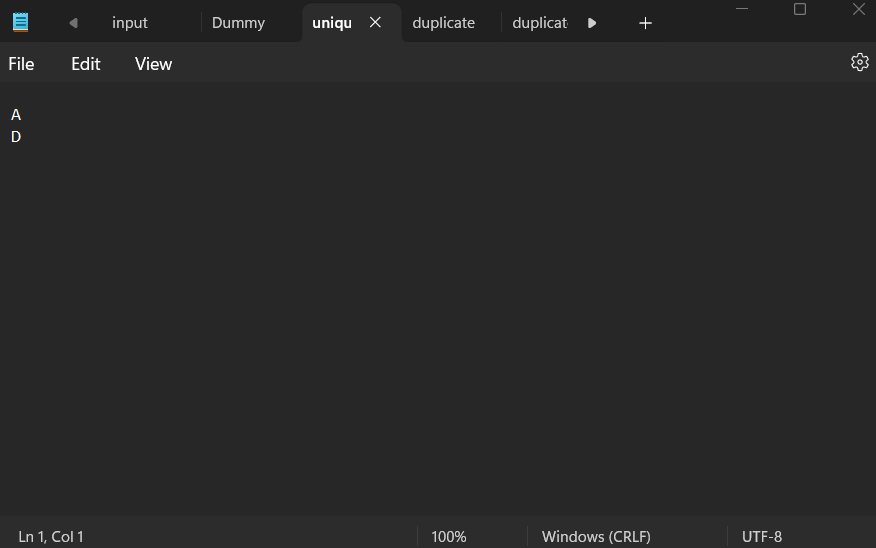 input Dummy uniqu duplicate duplicat
File Edit View
A
D
Ln 1, Col 1 100% Windows (CRLF) UTF-8